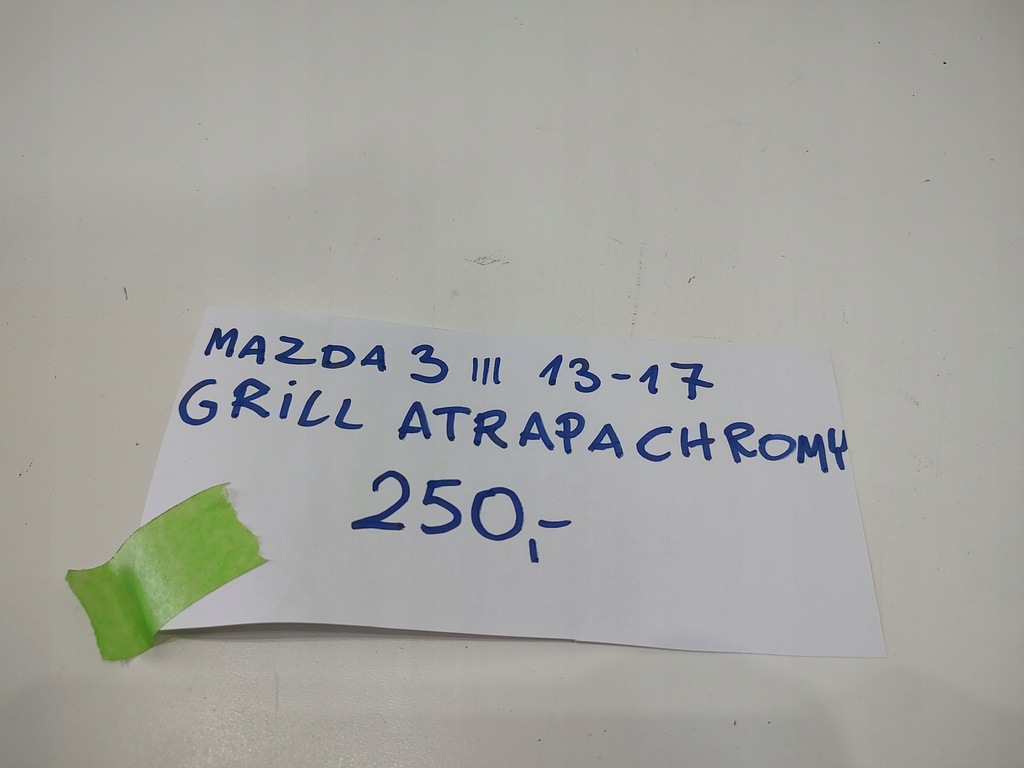 MAZDA 3 III 13-17
GRILL ATRAPA CHROMY
250,-